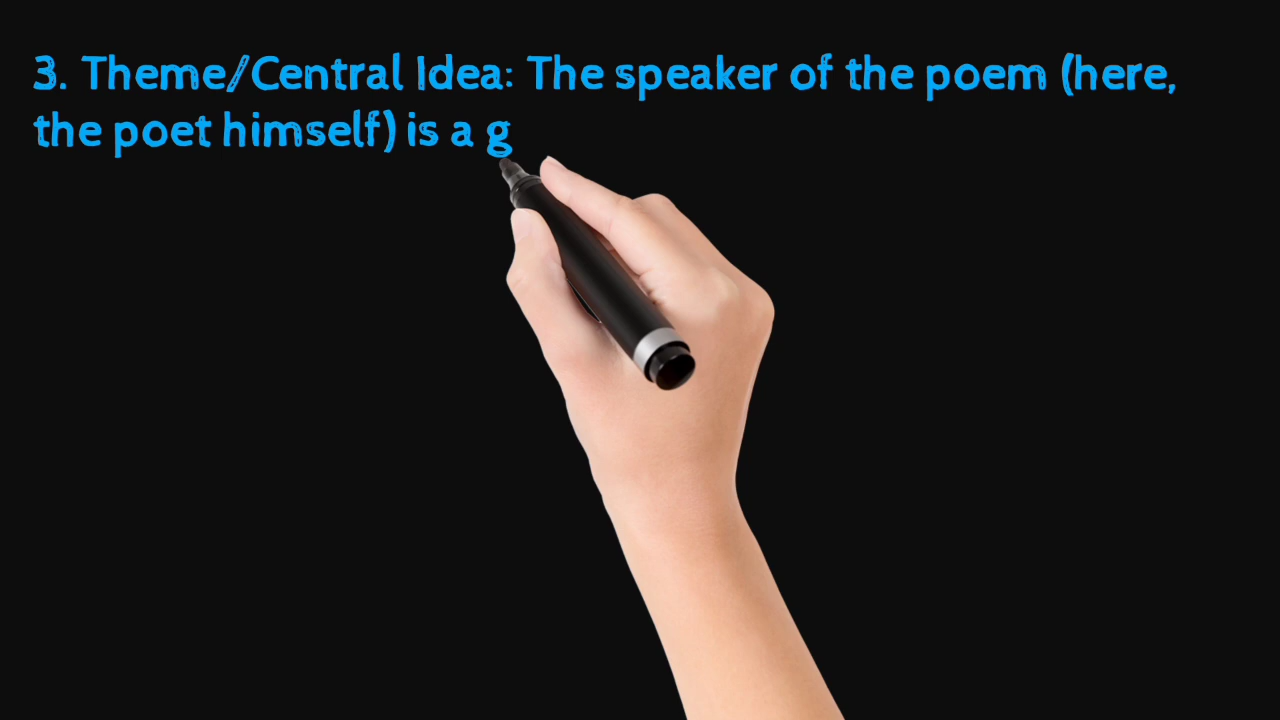 3. Theme/Central Idea: The speaker of the poem (here,
the poet himself) is a g